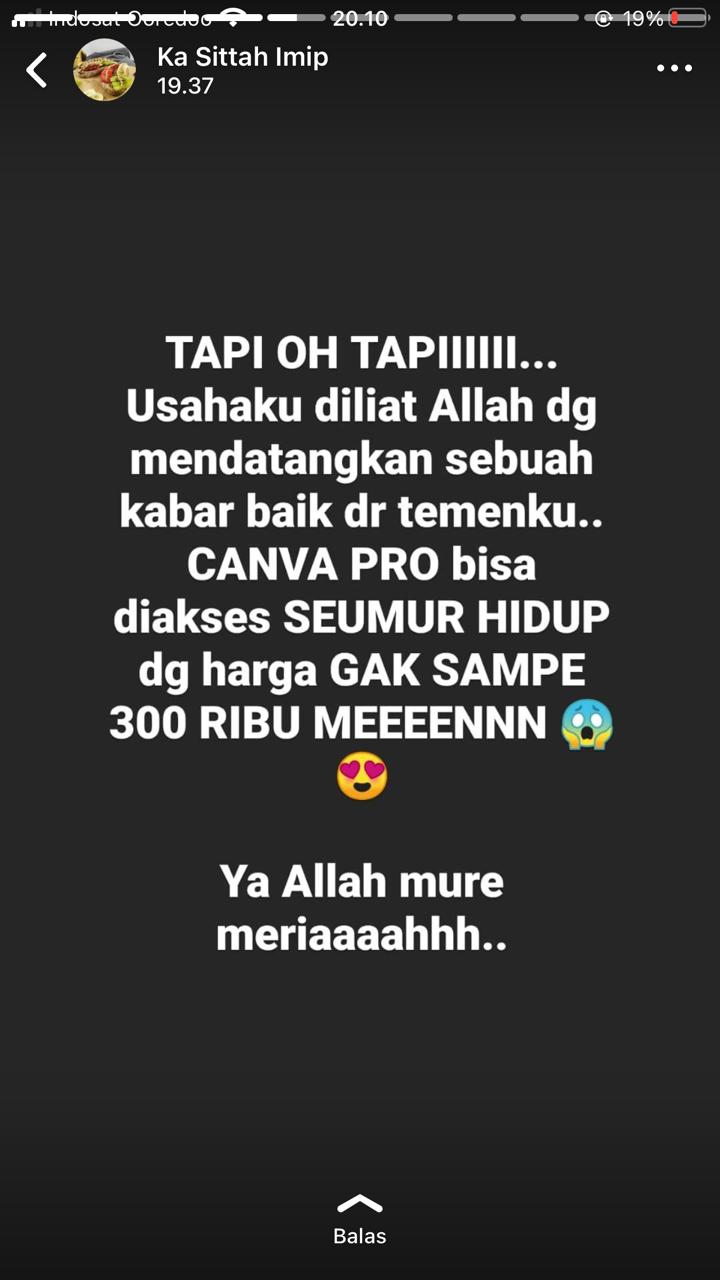 Indosat Ooredoo
20.10
19%
Ka Sittah Imip
19.37
TAPI OH TAPIIIIII...
Usahaku diliat Allah dg
mendatangkan sebuah
kabar baik dr temenku..
CANVA PRO bisa
diakses SEUMUR HIDUP
dg harga GAK SAMPE
300 RIBU MEEEENNN 😱
😍
Ya Allah mure
meriaaaahhh..
Balas